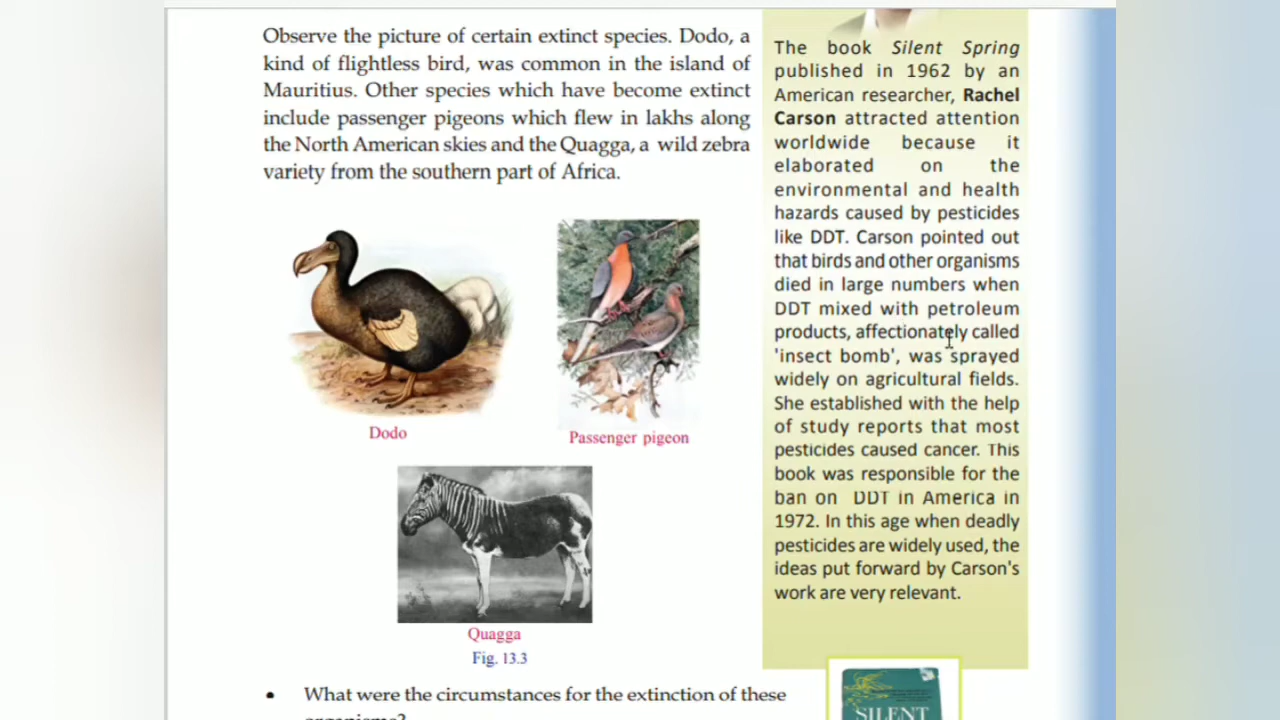 Observe the picture of certain extinct species. Dodo, a
kind of flightless bird, was common in the island of
Mauritius. Other species which have become extinct
include passenger pigeons which flew in lakhs along
the North American skies and the Quagga, a wild zebra
variety from the southern part of Africa.
Dodo
Passenger pigeon
Quagga
Fig. 13.3
• What were the circumstances for the extinction of these
organisms?
The book Silent Spring
published in 1962 by an
American researcher, Rachel
Carson attracted attention
worldwide because it
elaborated on the
environmental and health
hazards caused by pesticides
like DDT. Carson pointed out
that birds and other organisms
died in large numbers when
DDT mixed with petroleum
products, affectionately called
'insect bomb', was sprayed
widely on agricultural fields.
She established with the help
of study reports that most
pesticides caused cancer. This
book was responsible for the
ban on DDT in America in
1972. In this age when deadly
pesticides are widely used, the
ideas put forward by Carson's
work are very relevant.
SILENT